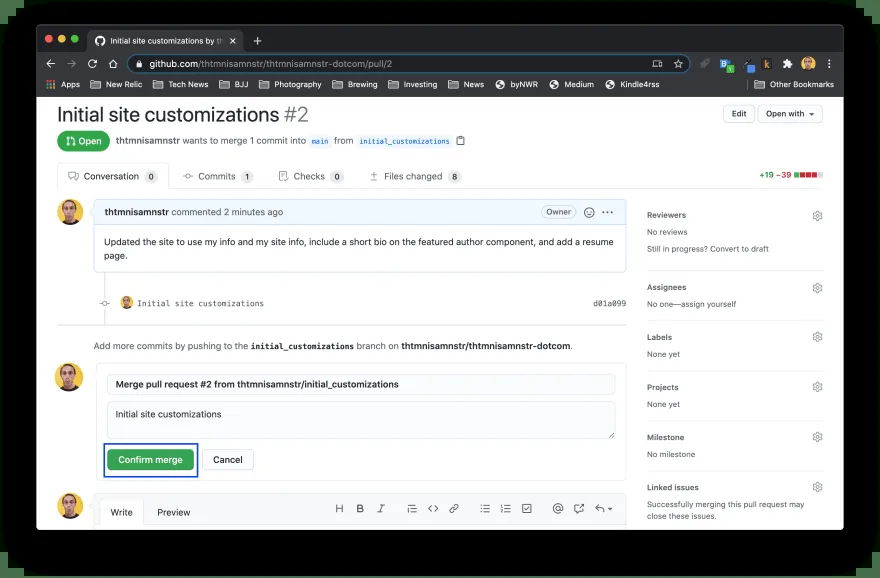 Initial site customizations by th
github.com/thtmnisamnstr/thtmnisamnstr-dotcom/pull/2
Apps New Relic Tech News BJJ Photography Brewing Investing News byNWR Medium Kindle4rss Other Bookmarks
Initial site customizations #2
Edit Open with
Open thtmnisamnstr wants to merge 1 commit into main from initial_customizations
Conversation 0 Commits 1 Checks 0 Files changed 8
+19 −39
thtmnisamnstr commented 2 minutes ago
Owner
Updated the site to use my info and my site info, include a short bio on the featured author component, and add a resume
page.
Initial site customizations d01a099
Add more commits by pushing to the initial_customizations branch on thtmnisamnstr/thtmnisamnstr-dotcom.
Merge pull request #2 from thtmnisamnstr/initial_customizations
Initial site customizations
Confirm merge Cancel
Write Preview
Reviewers
No reviews
Still in progress? Convert to draft
Assignees
No one—assign yourself
Labels
None yet
Projects
None yet
Milestone
No milestone
Linked issues
Successfully merging this pull request may
close these issues.